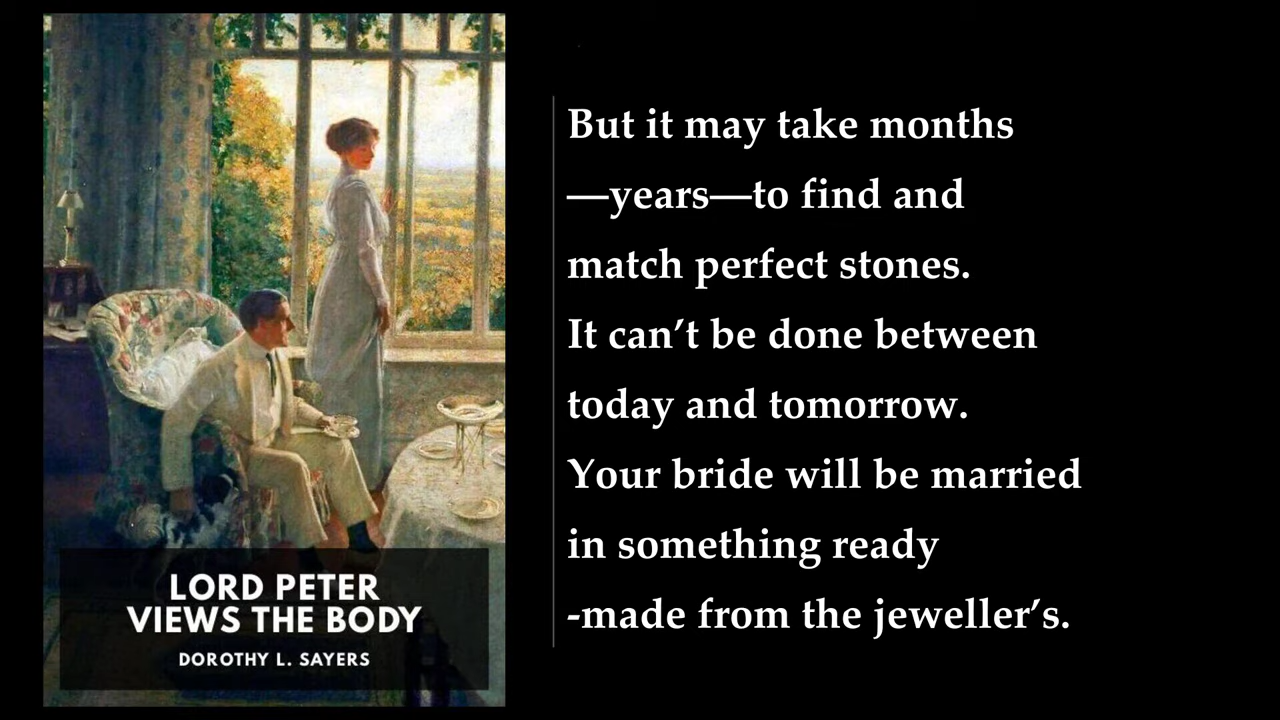 But it may take months
—years—to find and
match perfect stones.
It can’t be done between
today and tomorrow.
Your bride will be married
in something ready
-made from the jeweller’s.
LORD PETER
VIEWS THE BODY
DOROTHY L. SAYERS